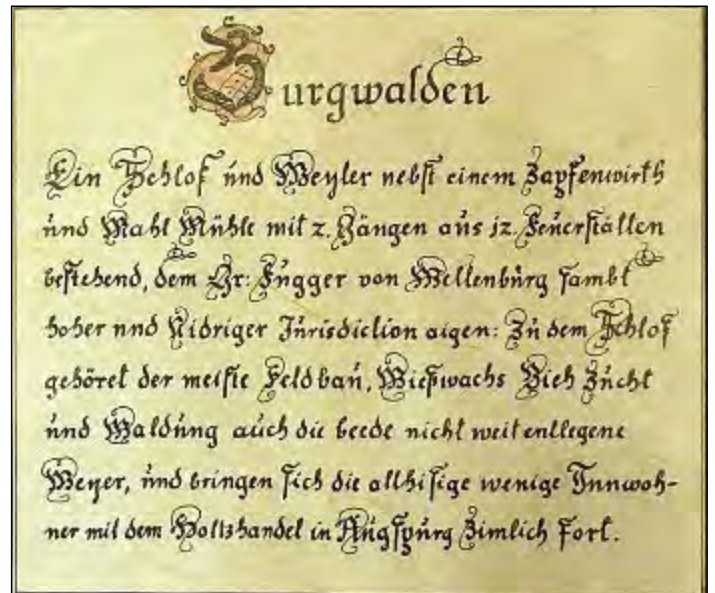 Burgwalden
Ein Schloß und Weyler nebst einem Zapfenwirth
und Mahl Mühle mit 2. Gängen aus 12. Feuerställen
bestehend, dem Gr: Fugger von Wellenburg sambt
hoher und Nidriger Jurisdiction aigen: Zu dem Schloß
gehöret der meiste Feldbau, Wießwachs Vieh Zucht
und Waldung auch die beede nicht weit entlegene
Weyer, und bringen sich die allhisige wenige Innwoh-
ner mit dem Holtzhandel in Augspurg Zimlich fort.